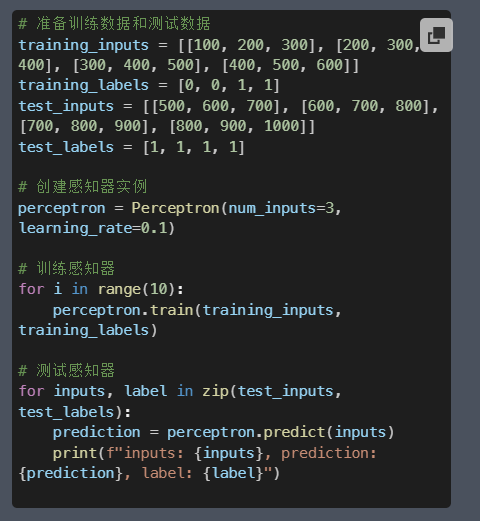 # 准备训练数据和测试数据
training_inputs = [[100, 200, 300], [200, 300,
400], [300, 400, 500], [400, 500, 600]]
training_labels = [0, 0, 1, 1]
test_inputs = [[500, 600, 700], [600, 700, 800],
[700, 800, 900], [800, 900, 1000]]
test_labels = [1, 1, 1, 1]
# 创建感知器实例
perceptron = Perceptron(num_inputs=3,
learning_rate=0.1)
# 训练感知器
for i in range(10):
    perceptron.train(training_inputs,
training_labels)
# 测试感知器
for inputs, label in zip(test_inputs,
test_labels):
    prediction = perceptron.predict(inputs)
    print(f"inputs: {inputs}, prediction:
{prediction}, label: {label}")